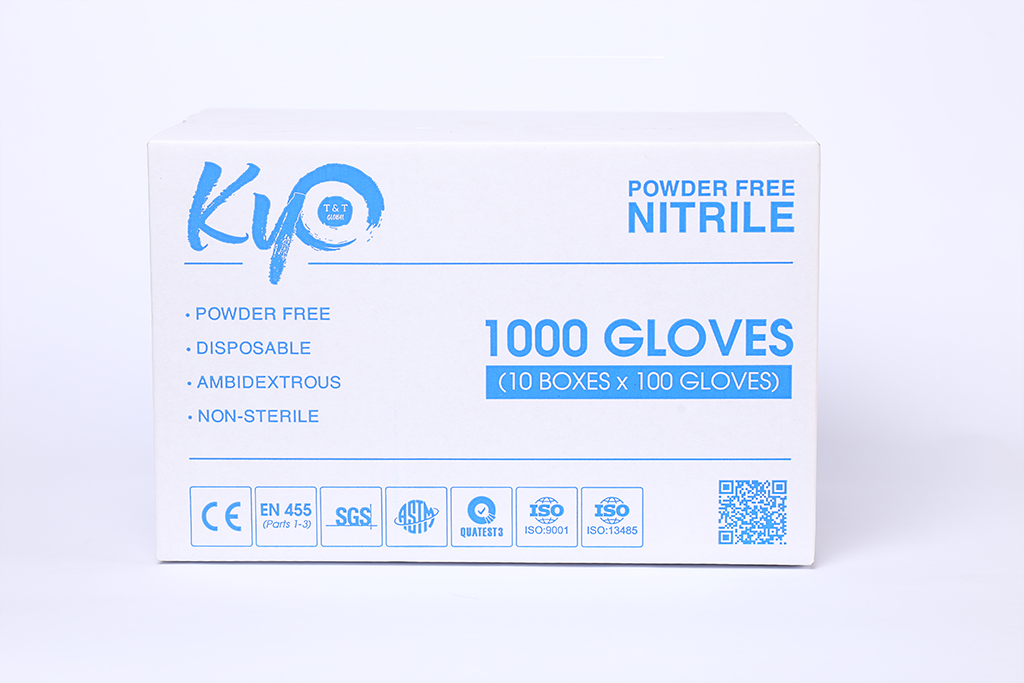 Kyo
T & T
GLOBAL
POWDER FREE
NITRILE
• POWDER FREE
• DISPOSABLE
• AMBIDEXTROUS
• NON-STERILE
1000 GLOVES
(10 BOXES x 100 GLOVES)
CE
EN 455
(Parts 1-3)
SGS
ASTM
QUATEST3
ISO
ISO:9001
ISO
ISO:13485